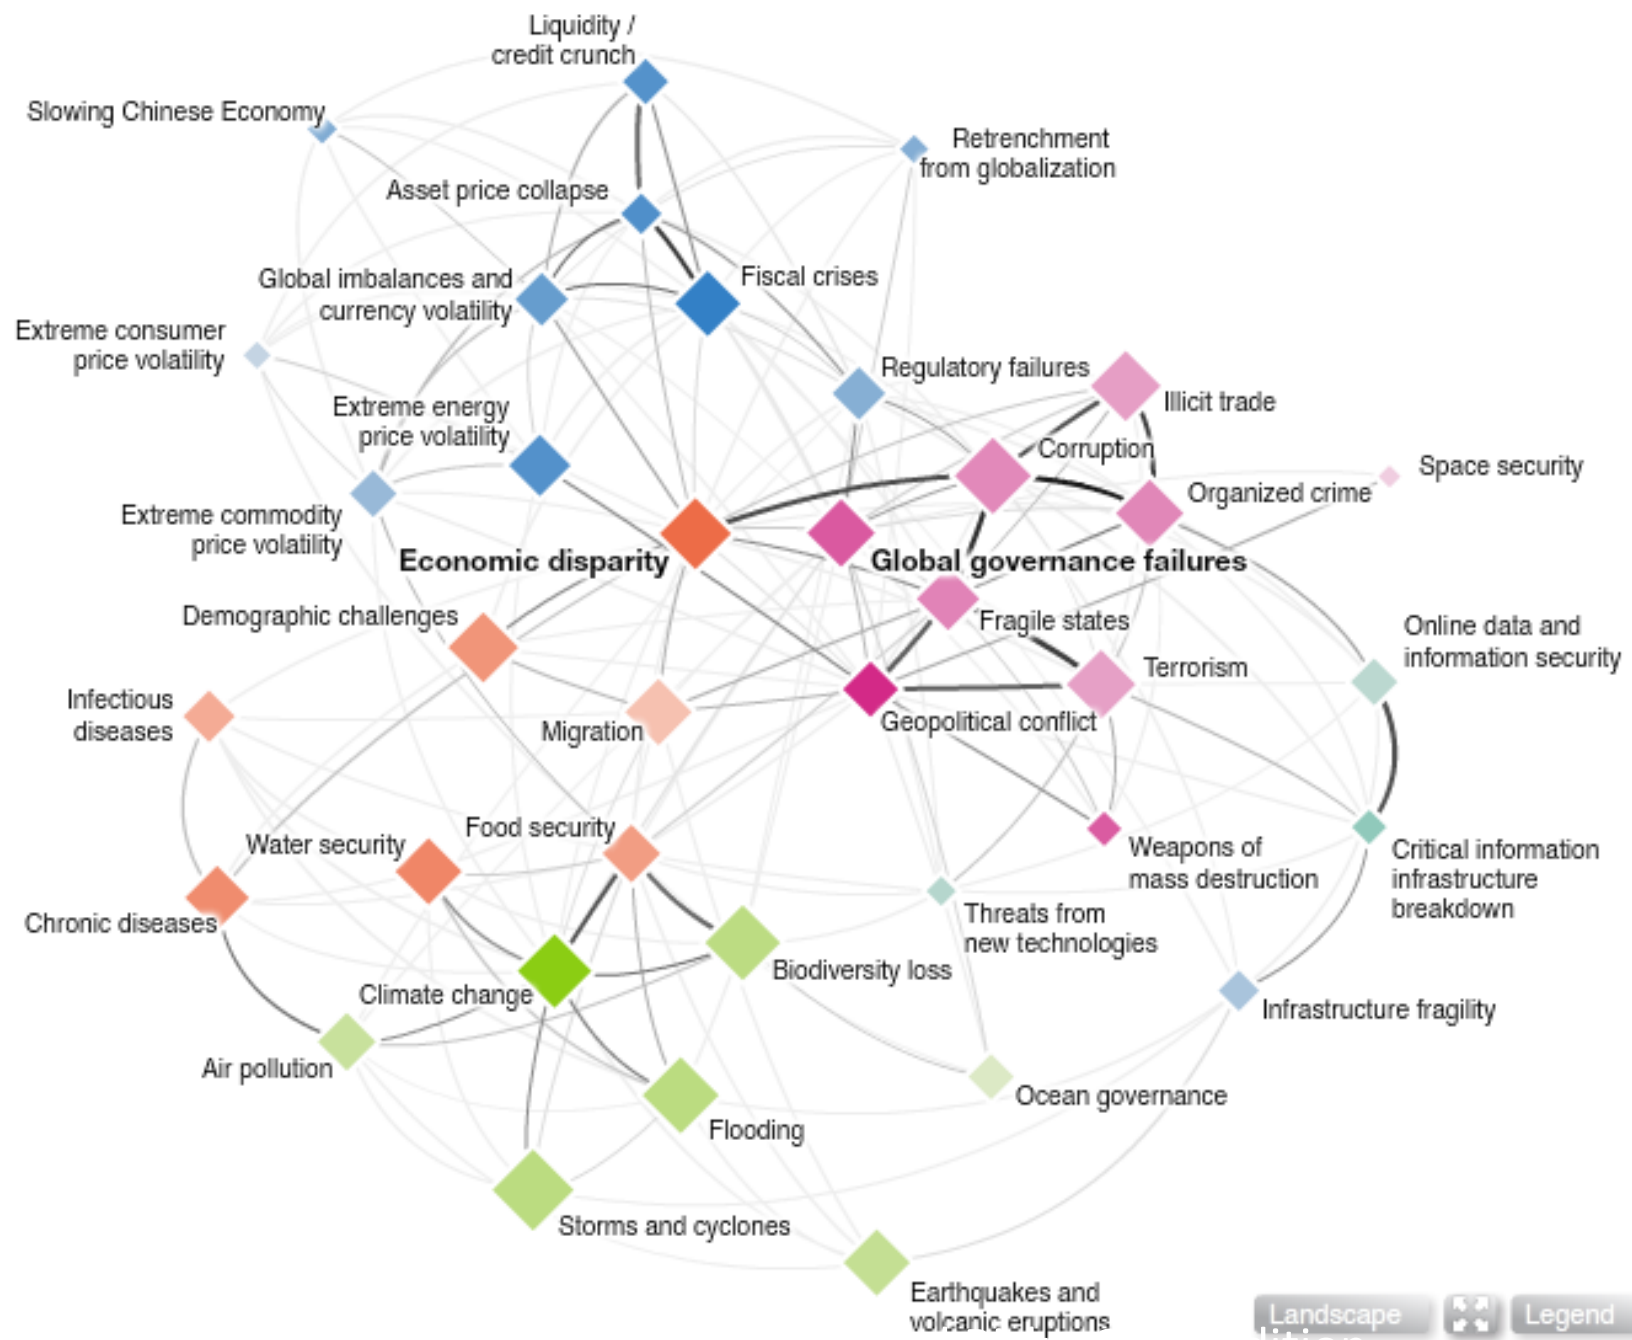 Liquidity /
credit crunch
Slowing Chinese Economy
Retrenchment
from globalization
Asset price collapse
Global imbalances and
currency volatility
Fiscal crises
Extreme consumer
price volatility
Regulatory failures
Illicit trade
Extreme energy
price volatility
Corruption
Space security
Organized crime
Extreme commodity
price volatility
Economic disparity
Global governance failures
Demographic challenges
Fragile states
Online data and
information security
Terrorism
Infectious
diseases
Migration
Geopolitical conflict
Food security
Water security
Weapons of
mass destruction
Critical information
infrastructure
breakdown
Chronic diseases
Threats from
new technologies
Biodiversity loss
Climate change
Infrastructure fragility
Air pollution
Ocean governance
Flooding
Storms and cyclones
Earthquakes and
volcanic eruptions
Landscape
Legend